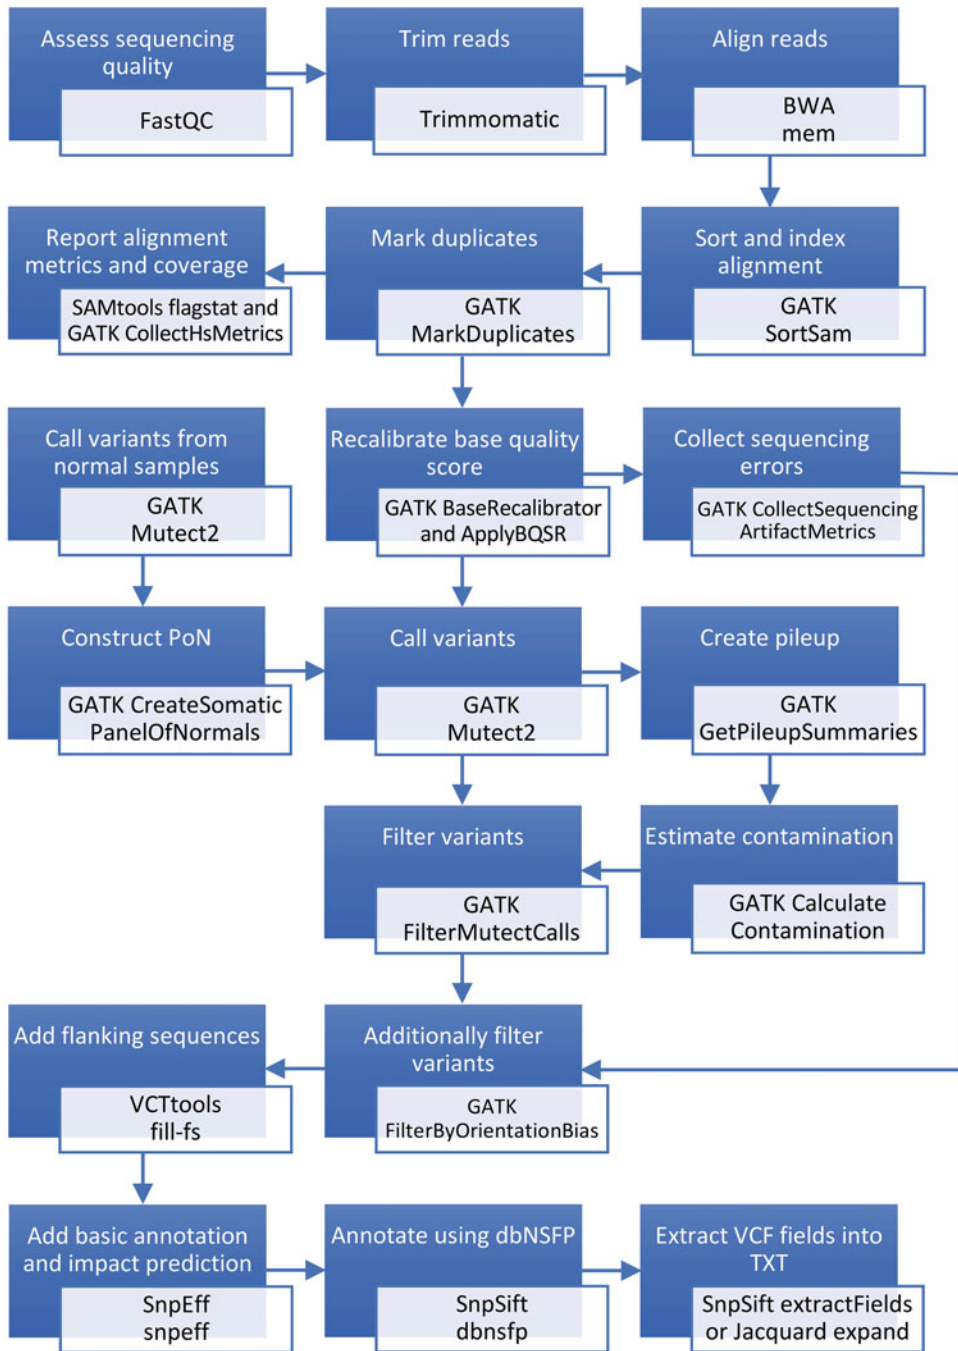 Assess sequencing
quality
FastQC
Trim reads
Trimmomatic
Align reads
BWA
mem
Report alignment
metrics and coverage
SAMtools flagstat and
GATK CollectHsMetrics
Mark duplicates
GATK
MarkDuplicates
Sort and index
alignment
GATK
SortSam
Call variants from
normal samples
GATK
Mutect2
Recalibrate base quality
score
GATK BaseRecalibrator
and ApplyBQSR
Collect sequencing
errors
GATK CollectSequencing
ArtifactMetrics
Construct PoN
GATK CreateSomatic
PanelOfNormals
Call variants
GATK
Mutect2
Create pileup
GATK
GetPileupSummaries
Filter variants
GATK
FilterMutectCalls
Estimate contamination
GATK Calculate
Contamination
Add flanking sequences
VCTtools
fill-fs
Additionally filter
variants
GATK
FilterByOrientationBias
Add basic annotation
and impact prediction
SnpEff
snpeff
Annotate using dbNSFP
SnpSift
dbnsfp
Extract VCF fields into
TXT
SnpSift extractFields
or Jacquard expand